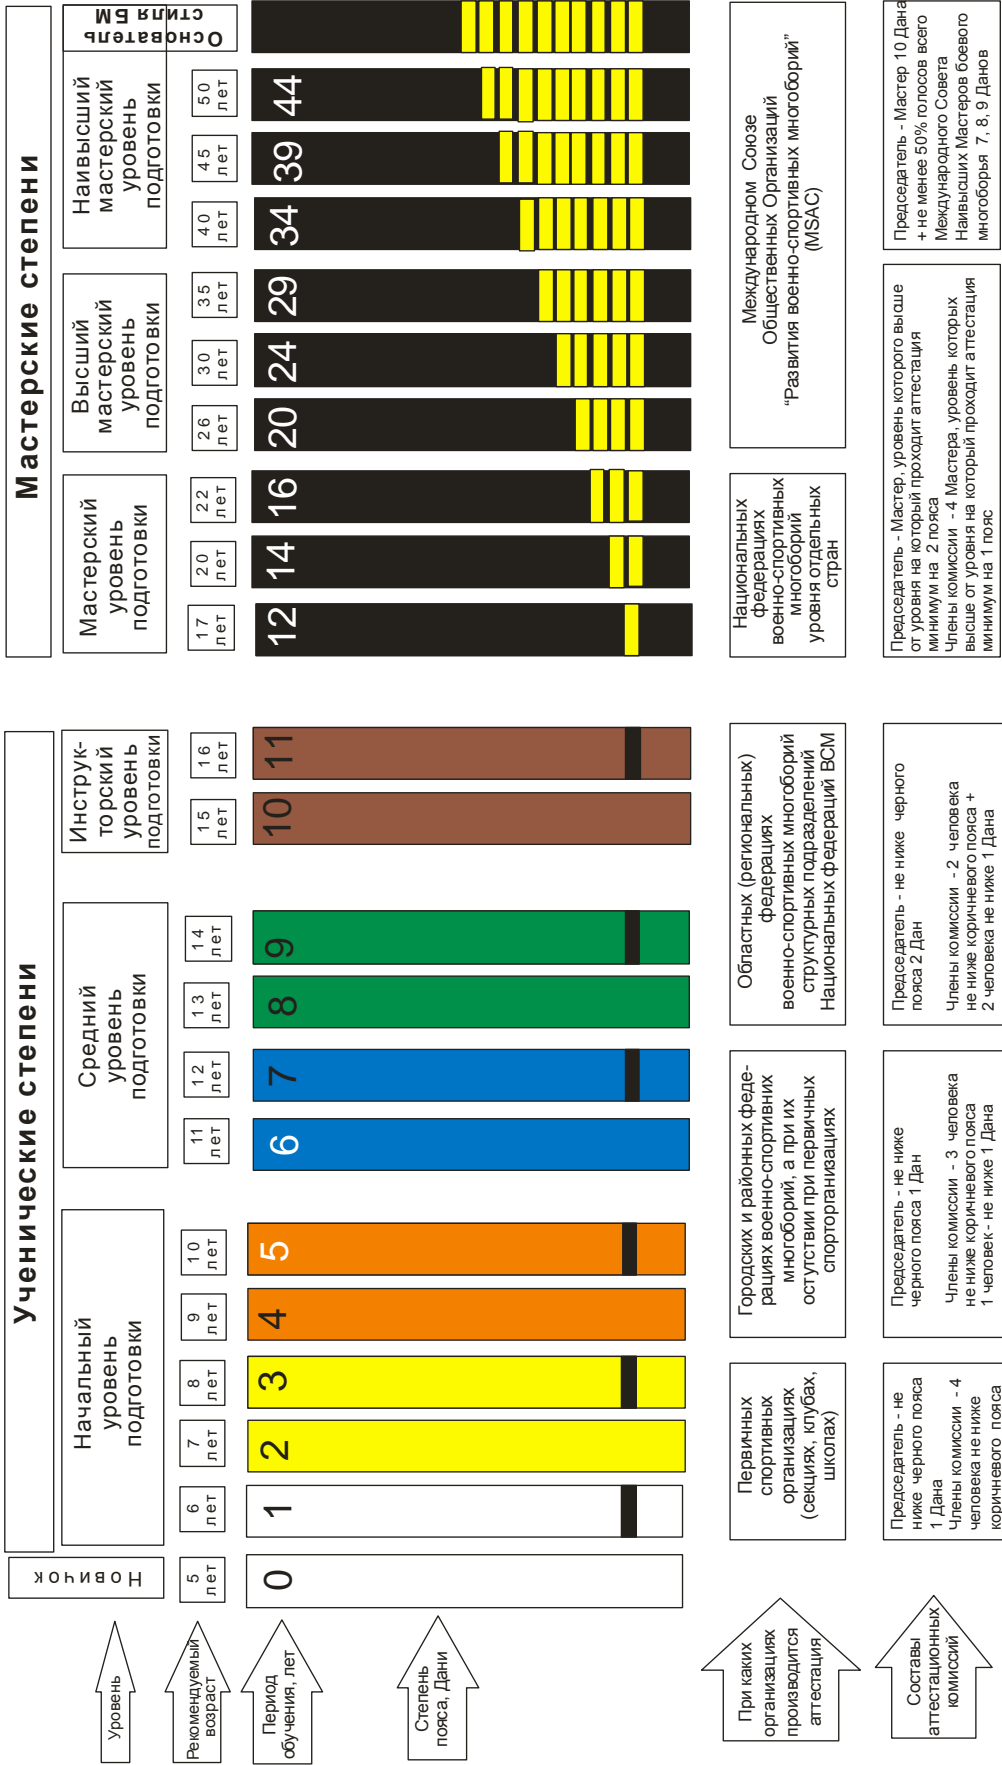 Ученические степени
Мастерские степени
Уровень
Новичок
Начальный
уровень
подготовки
Средний
уровень
подготовки
Инструк-
торский
уровень
подготовки
Мастерский
уровень
подготовки
Высший
мастерский
уровень
подготовки
Наивысший
мастерский
уровень
подготовки
Основатель
стиля БМ
Рекомендуемый
возраст
5
лет
6
лет
7
лет
8
лет
9
лет
10
лет
11
лет
12
лет
13
лет
14
лет
15
лет
16
лет
17
лет
20
лет
22
лет
26
лет
30
лет
35
лет
40
лет
45
лет
50
лет
Период
обучения, лет
0
1
2
3
4
5
6
7
8
9
10
11
12
14
16
20
24
29
34
39
44
Степень
пояса, Дани
При каких
организациях
производится
аттестация
Первичных
спортивных
организациях
(секциях, клубах,
школах)
Городских и районных феде-
рациях военно-спортивних
многоборий, а при их
остутствии при первичных
спорторганизациях
Областных (региональных)
федерациях
военно-спортивных многоборий
структурных подразделений
Национальных федераций ВСМ
Национальных
федерациях
военно-спортивных
многоборий
уровня отдельных
стран
Международном Союзе
Общественных Организаций
“Развития военно-спортивных многоборий”
(MSAC)
Составы
аттестационных
комиссий
Председатель - не
ниже черного пояса
1 Дана
Члены комиссии - 4
человека не ниже
коричневого пояса
Председатель - не ниже
черного пояса 1 Дан
Члены комиссии - 3 человека
не ниже коричневого пояса
1 человек - не ниже 1 Дана
Председатель - не ниже черного
пояса 2 Дан
Члены комиссии - 2 человека
не ниже коричневого пояса +
2 человека не ниже 1 Дана
Председатель - Мастер, уровень которого выше
от уровня на который проходит аттестация
минимум на 2 пояса
Члены комиссии - 4 Мастера, уровень которых
высше от уровня на который проходит аттестация
минимум на 1 пояс
Председатель - Мастер 10 Дана
+ не менее 50% голосов всего
Международного Совета
Наивысших Мастеров боевого
многоборья 7, 8, 9 Данов